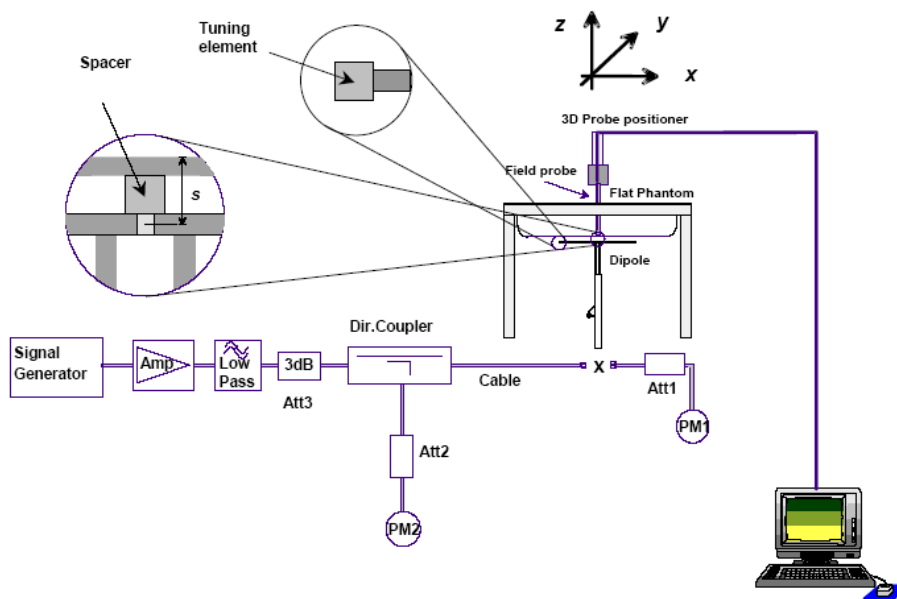 Tuning
element
z
y
x
Spacer
3D Probe positioner
Field probe
Flat Phantom
s
Dipole
Dir.Coupler
Signal
Generator
Amp
Low
Pass
3dB
Att3
Cable
X
Att1
PM1
Att2
PM2